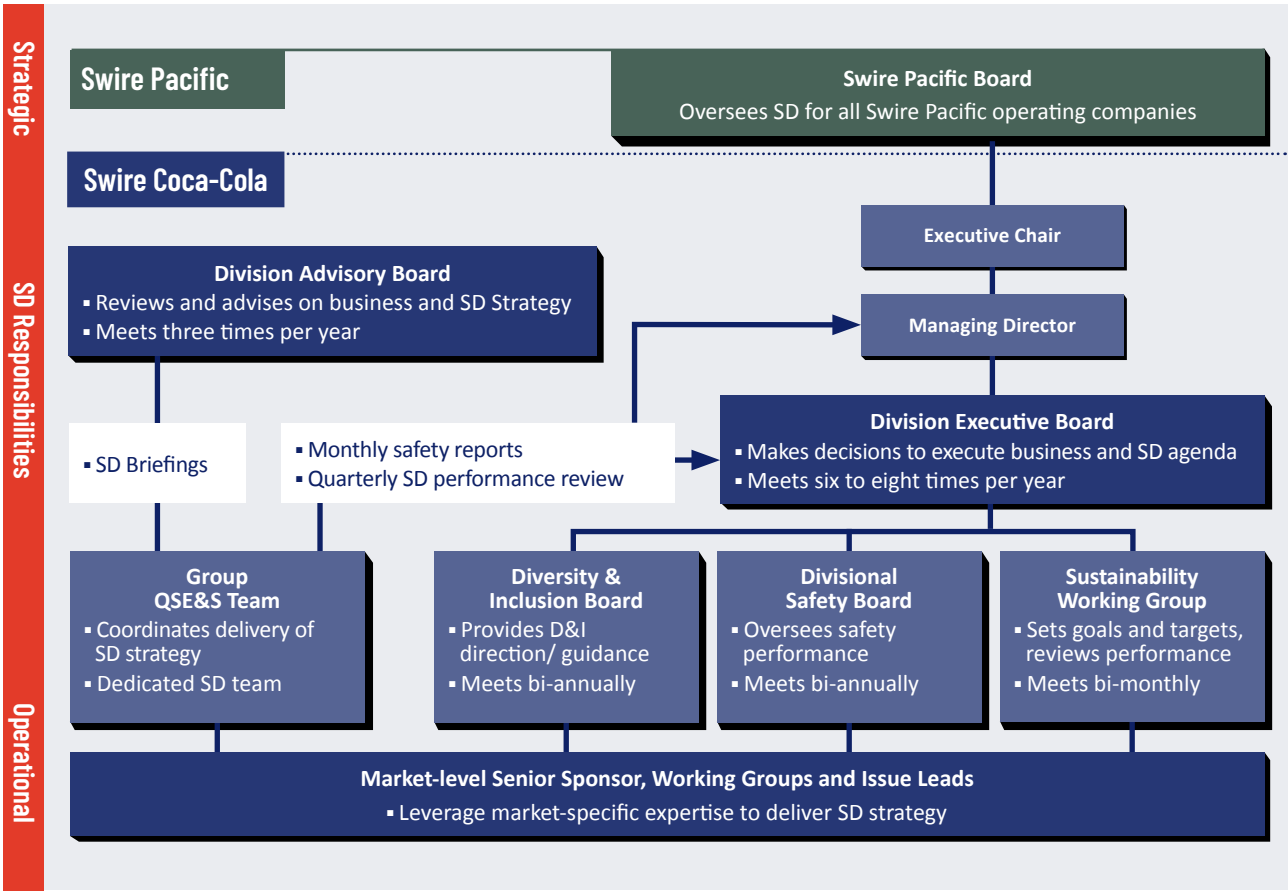 Strategic
SD Responsibilities
Operational
Swire Pacific
Swire Pacific Board
Oversees SD for all Swire Pacific operating companies
Swire Coca-Cola
Executive Chair
Division Advisory Board
▪ Reviews and advises on business and SD Strategy
▪ Meets three times per year
Managing Director
▪ SD Briefings
▪ Monthly safety reports
▪ Quarterly SD performance review
Division Executive Board
▪ Makes decisions to execute business and SD agenda
▪ Meets six to eight times per year
Group
QSE&S Team
▪ Coordinates delivery of
SD strategy
▪ Dedicated SD team
Diversity &
Inclusion Board
▪ Provides D&I
direction/ guidance
▪ Meets bi-annually
Divisional
Safety Board
▪ Oversees safety
performance
▪ Meets bi-annually
Sustainability
Working Group
▪ Sets goals and targets,
reviews performance
▪ Meets bi-monthly
Market-level Senior Sponsor, Working Groups and Issue Leads
▪ Leverage market-specific expertise to deliver SD strategy